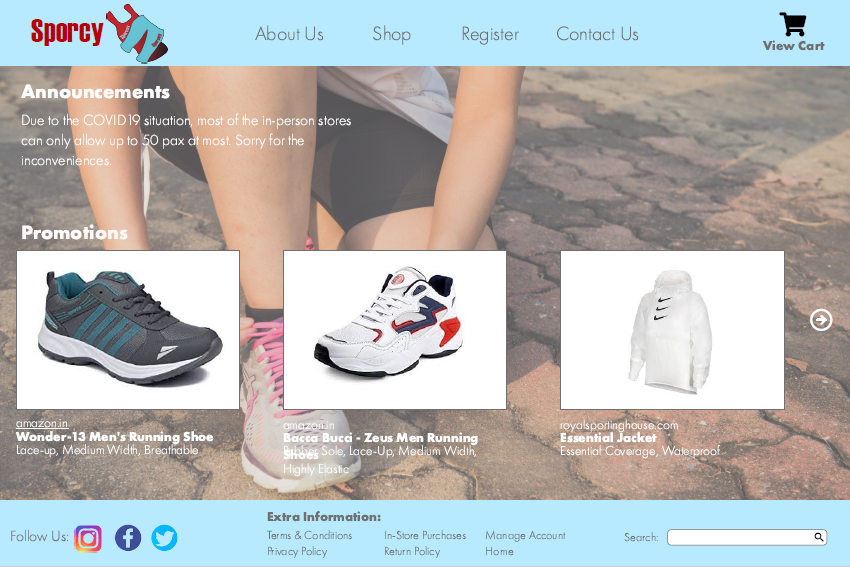 Sporcy
About Us
Shop
Register
Contact Us
View Cart
Announcements
Due to the COVID19 situation, most of the in-person stores
can only allow up to 50 pax at most. Sorry for the
inconveniences.
Promotions
amazon.in
Wonder-13 Men's Running Shoe
Lace-up, Medium Width, Breathable
amazon.in
Bacca Bucci - Zeus Men Running
Shoes
Rubber Sole, Lace-Up, Medium Width,
Highly Elastic
royalsportinghouse.com
Essential Jacket
Essential Coverage, Waterproof
Follow Us:
Extra Information:
Terms & Conditions
In-Store Purchases
Manage Account
Privacy Policy
Return Policy
Home
Search: